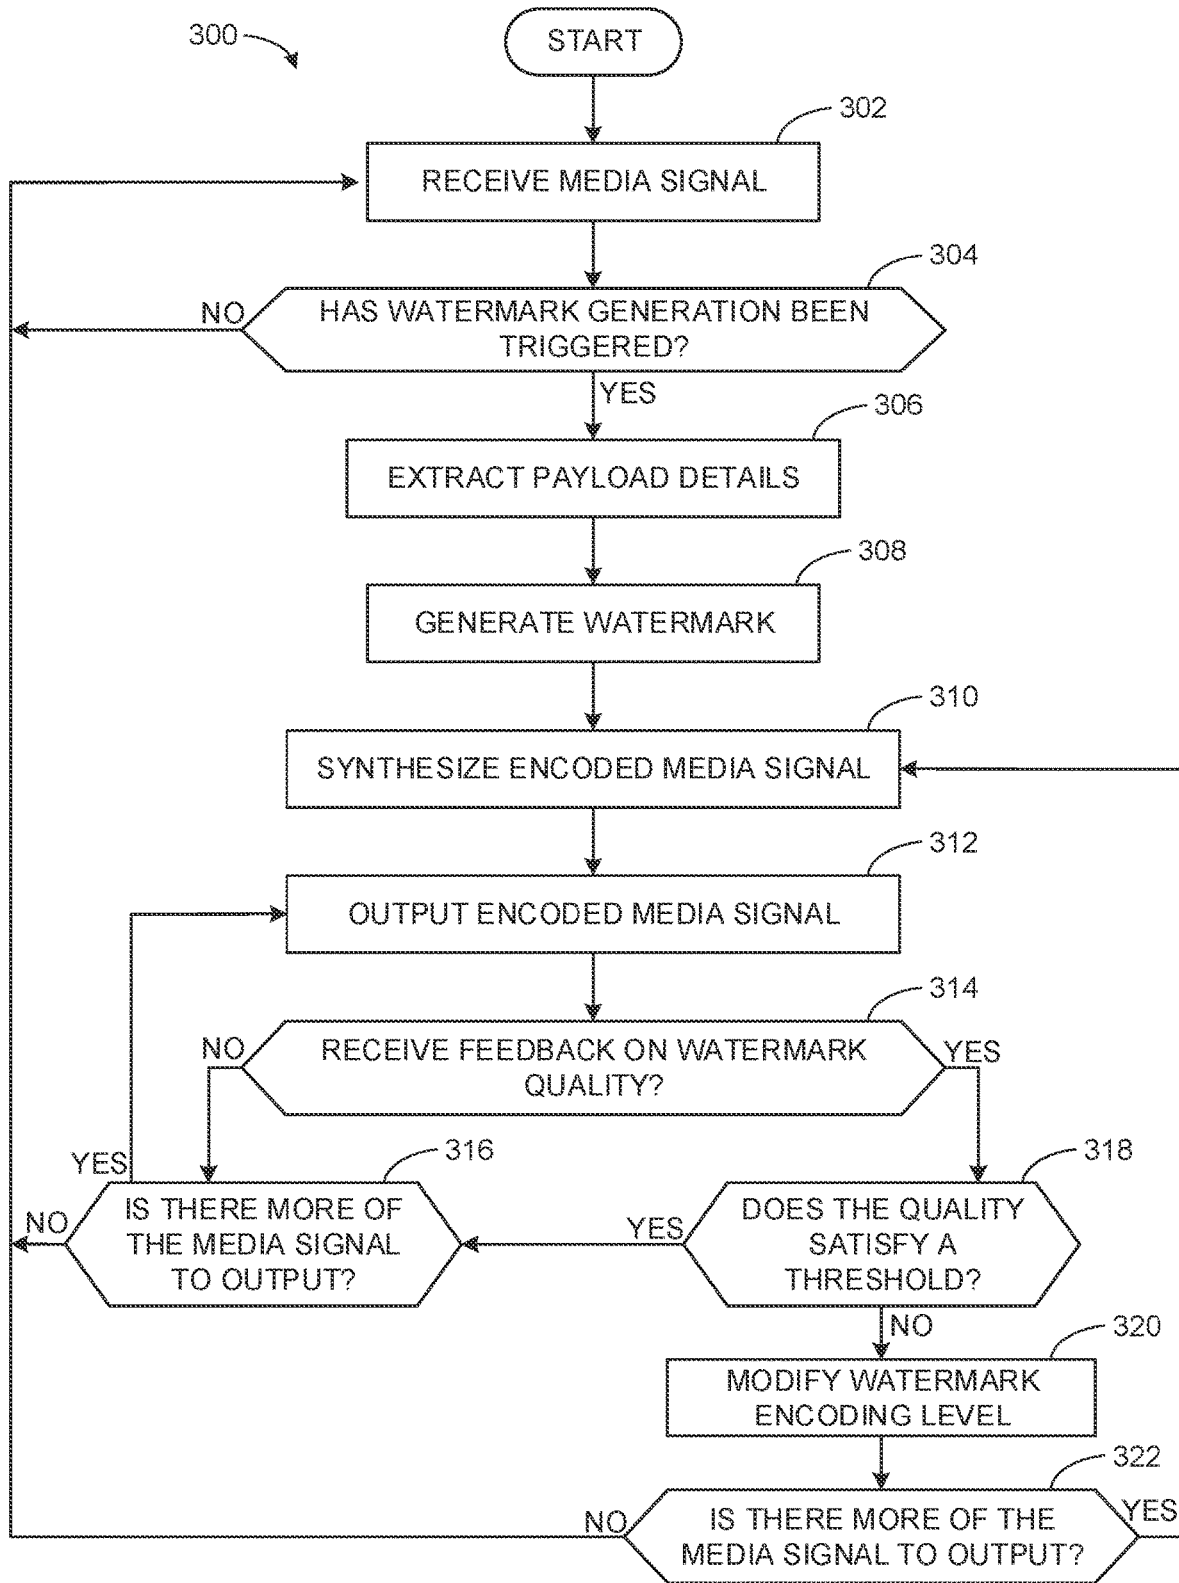 300
START
302
RECEIVE MEDIA SIGNAL
304
NO
HAS WATERMARK GENERATION BEEN
TRIGGERED?
YES
306
EXTRACT PAYLOAD DETAILS
308
GENERATE WATERMARK
310
SYNTHESIZE ENCODED MEDIA SIGNAL
312
OUTPUT ENCODED MEDIA SIGNAL
314
NO
RECEIVE FEEDBACK ON WATERMARK
QUALITY?
YES
YES
316
318
NO
IS THERE MORE OF
THE MEDIA SIGNAL
TO OUTPUT?
YES
DOES THE QUALITY
SATISFY A
THRESHOLD?
NO
320
MODIFY WATERMARK
ENCODING LEVEL
322
NO
IS THERE MORE OF THE
MEDIA SIGNAL TO OUTPUT?
YES